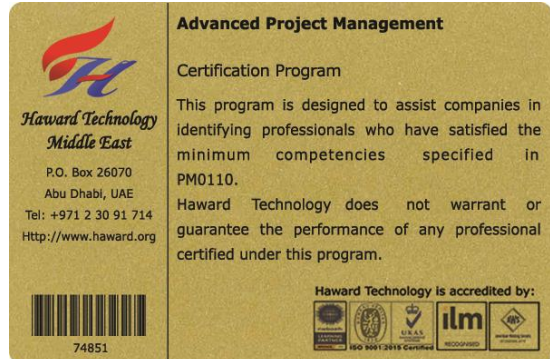 Haward Technology
Middle East
P.O. Box 26070
Abu Dhabi, UAE
Tel: +971 2 30 91 714
Http://www.haward.org
74851
Advanced Project Management
Certification Program
This program is designed to assist companies in
identifying professionals who have satisfied the
minimum competencies specified in
PM0110.
Haward Technology does not warrant or
guarantee the performance of any professional
certified under this program.
Haward Technology is accredited by:
ISO 9001:2015 Certified
UKAS
ilm
RECOGNISED
AWS